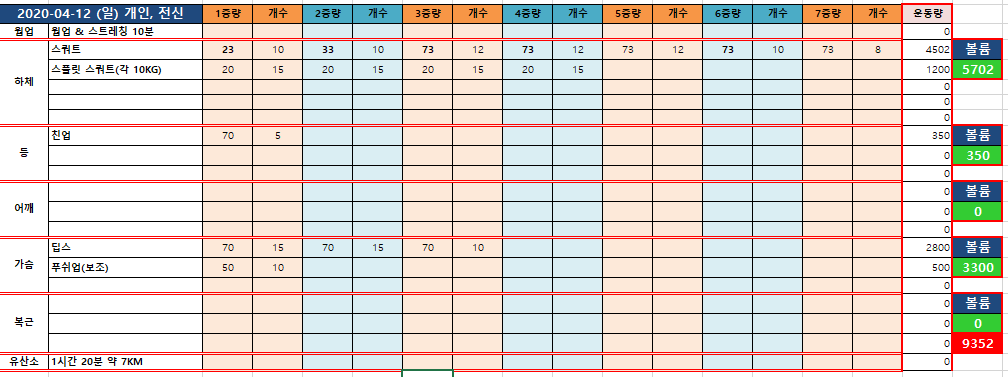 2020-04-12 (일) 개인, 전신 1중량 개수 2중량 개수 3중량 개수 4중량 개수 5중량 개수 6중량 개수 7중량 개수 운동량
웜업 웜업 & 스트레칭 10분 0
스쿼트 23 10 33 10 73 12 73 12 73 12 73 10 73 8 4502 볼륨
스플릿 스쿼트(각 10KG) 20 15 20 15 20 15 20 15 1200 5702
하체 0
0
0
친업 70 5 350 볼륨
등 0 350
0
0 볼륨
어깨 0 0
0
딥스 70 15 70 15 70 10 2800 볼륨
가슴 푸쉬업(보조) 50 10 500 3300
0
0 볼륨
복근 0 0
0 9352
유산소 1시간 20분 약 7KM 0